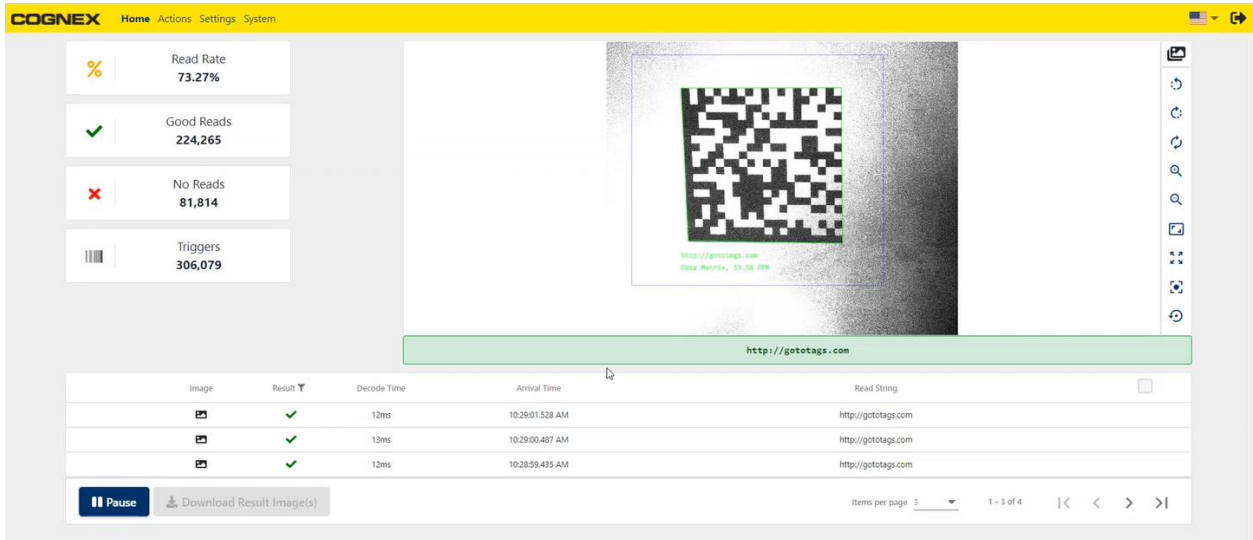 COGNEX Home Actions Settings System
Read Rate
73.27%
Good Reads
224,265
No Reads
81,814
Triggers
306,079
http://gototags.com
Data Matrix, 59.58 PPM
http://gototags.com
Image Result Decode Time Arrival Time Read String
12ms 10:29:01.528 AM http://gototags.com
13ms 10:29:00.487 AM http://gototags.com
12ms 10:28:59.435 AM http://gototags.com
Pause Download Result Image(s) Items per page 3 1 – 3 of 4